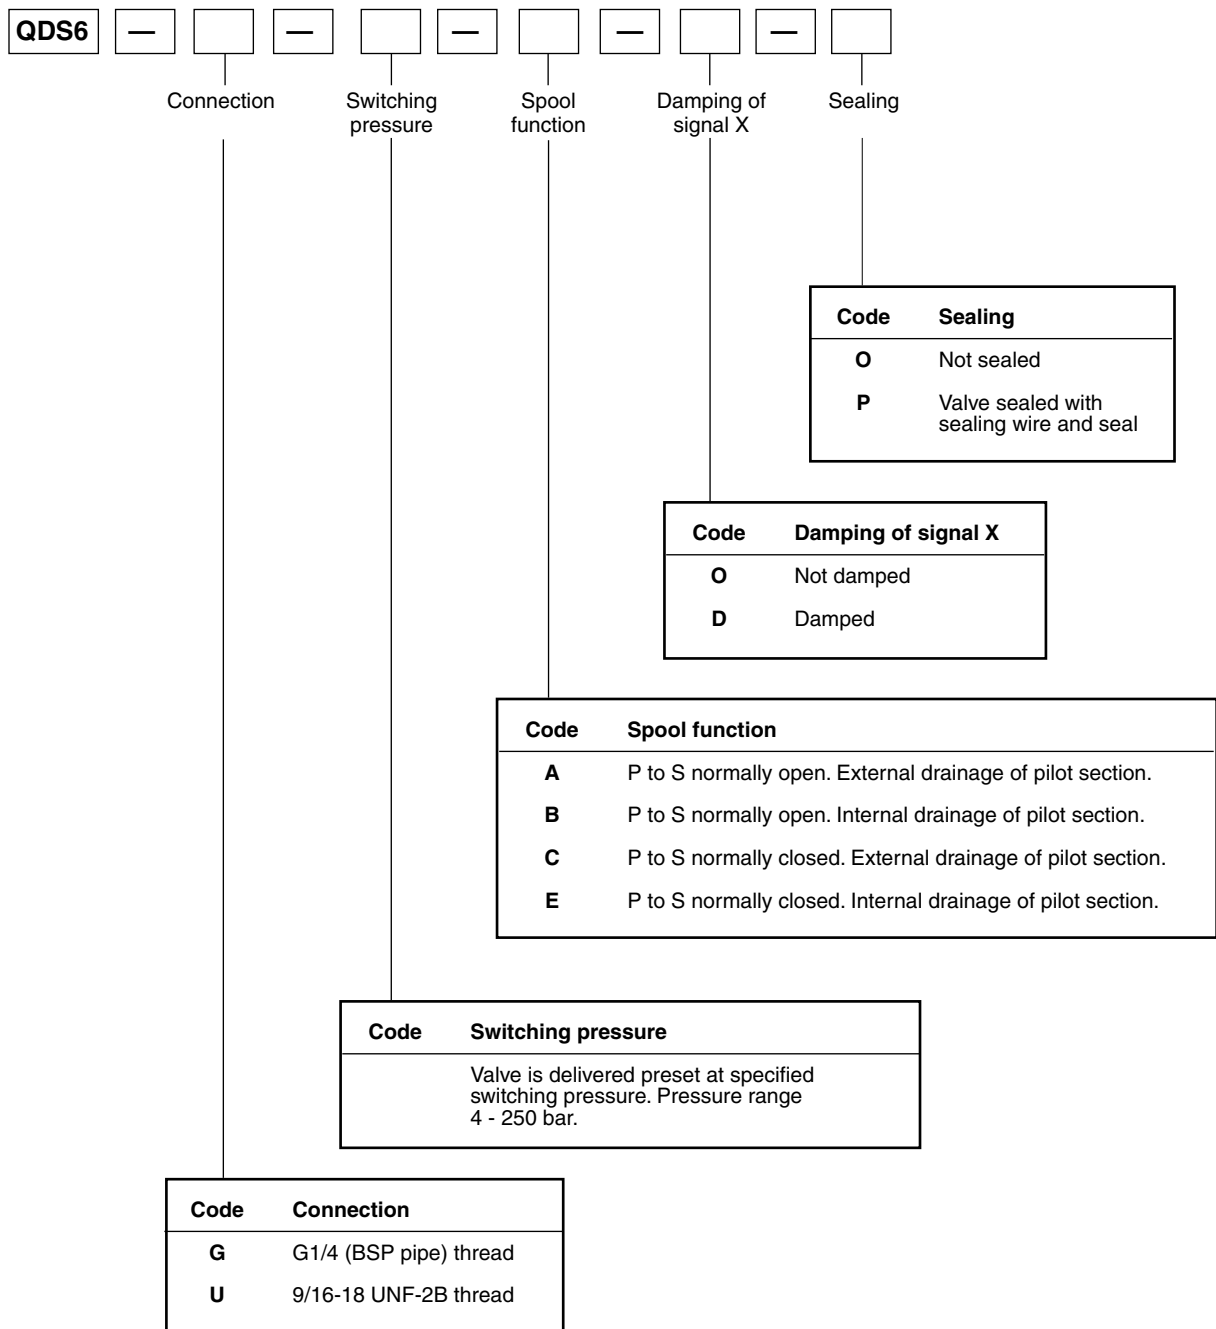 QDS6 — — — — —
Connection Switching pressure Spool function Damping of signal X Sealing
Code Sealing
O Not sealed
P Valve sealed with
sealing wire and seal
Code Damping of signal X
O Not damped
D Damped
Code Spool function
A P to S normally open. External drainage of pilot section.
B P to S normally open. Internal drainage of pilot section.
C P to S normally closed. External drainage of pilot section.
E P to S normally closed. Internal drainage of pilot section.
Code Switching pressure
Valve is delivered preset at specified
switching pressure. Pressure range
4 - 250 bar.
Code Connection
G G1/4 (BSP pipe) thread
U 9/16-18 UNF-2B thread